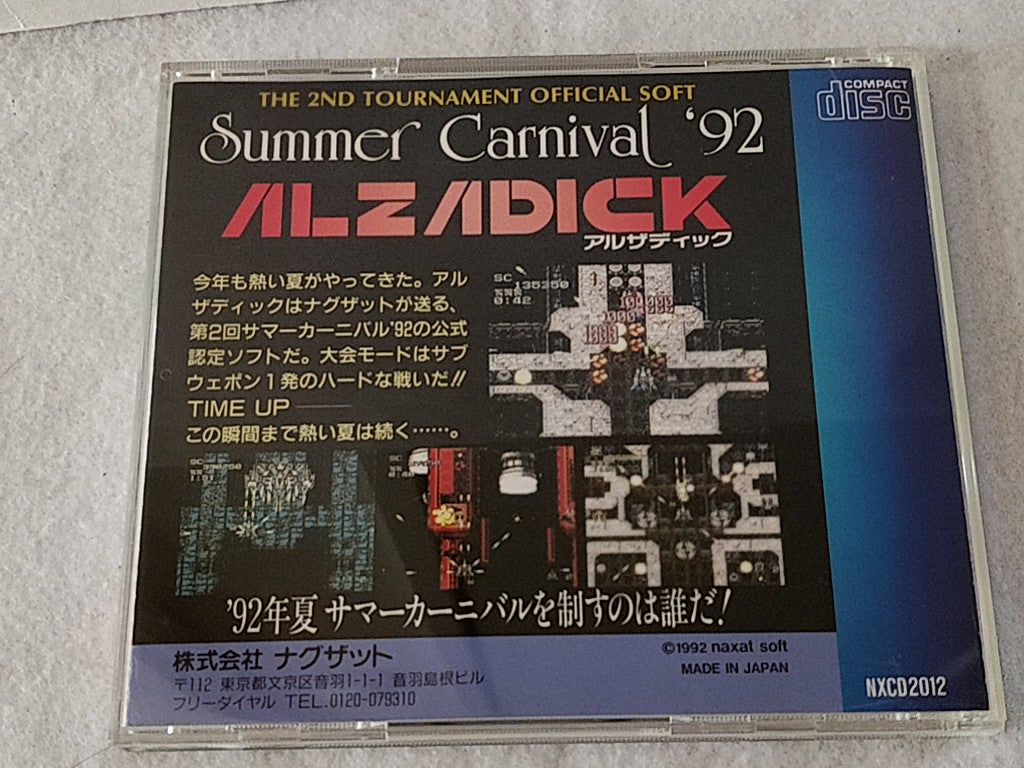 THE 2ND TOURNAMENT OFFICIAL SOFT
COMPACT
disc
Summer Carnival '92
ALZADICK
アルザディック
今年も熱い夏がやってきた。アル
ザディックはナグザットが送る、
第2回サマーカーニバル'92の公式
認定ソフトだ。大会モードはサブ
ウェポン1発のハードな戦いだ!!
TIME UP——
この瞬間まで熱い夏は続く……。
SC 135350
0:42
'92年夏 サマーカーニバルを制すのは誰だ!
株式会社 ナグザット
〒112 東京都文京区音羽1-1-1 音羽島根ビル
フリーダイヤル TEL.0120-079310
©1992 naxat soft
MADE IN JAPAN
NXCD2012